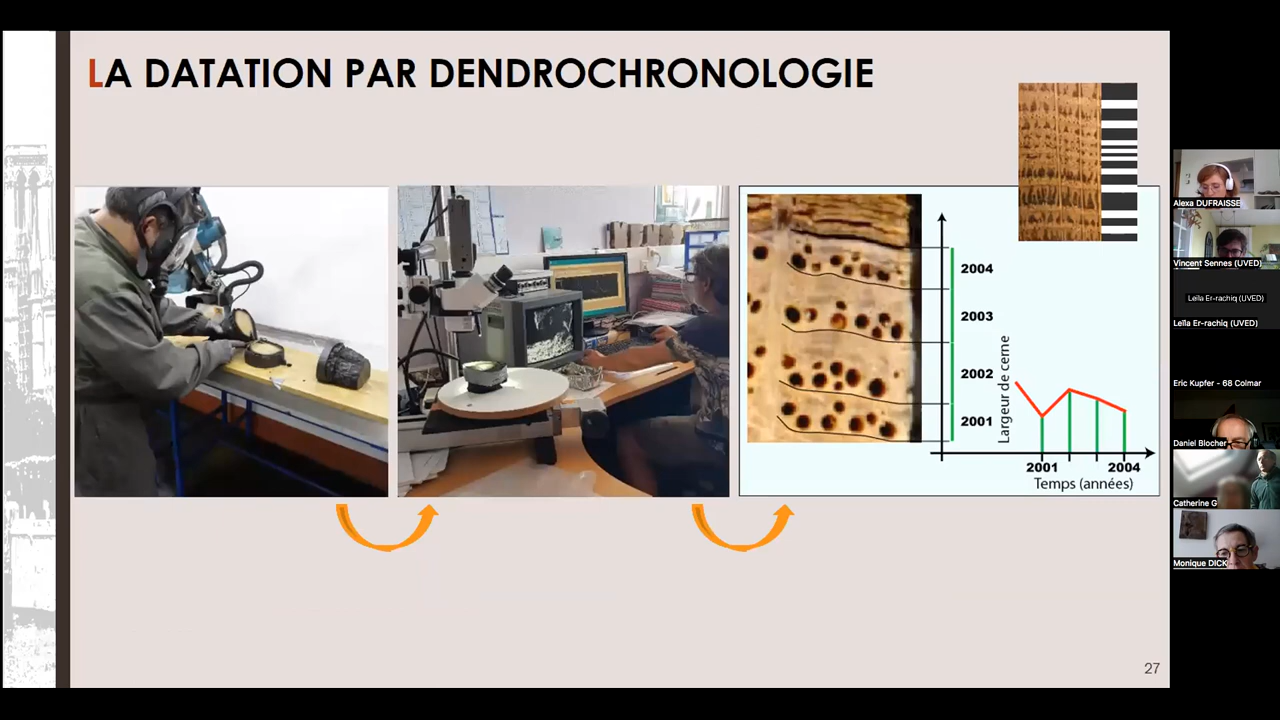 LA DATATION PAR DENDROCHRONOLOGIE
2004
2003
2002
2001
Largeur de cerne
2001
2004
Temps (années)
27
Alexa DUFRAISSE
Vincent Sennes (UVED)
Leïla Er-rachiq (UVED)
Leïla Er-rachiq (UVED)
Eric Kupfer - 68 Colmar
Daniel Blocher
Catherine G
Monique DICK